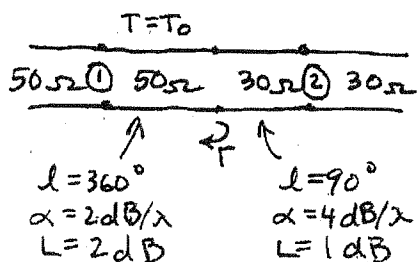 T=T₀
50Ω ① 50Ω 30Ω ② 30Ω
Γ
l=360° l=90°
α=2dB/λ α=4dB/λ
L=2dB L=1dB